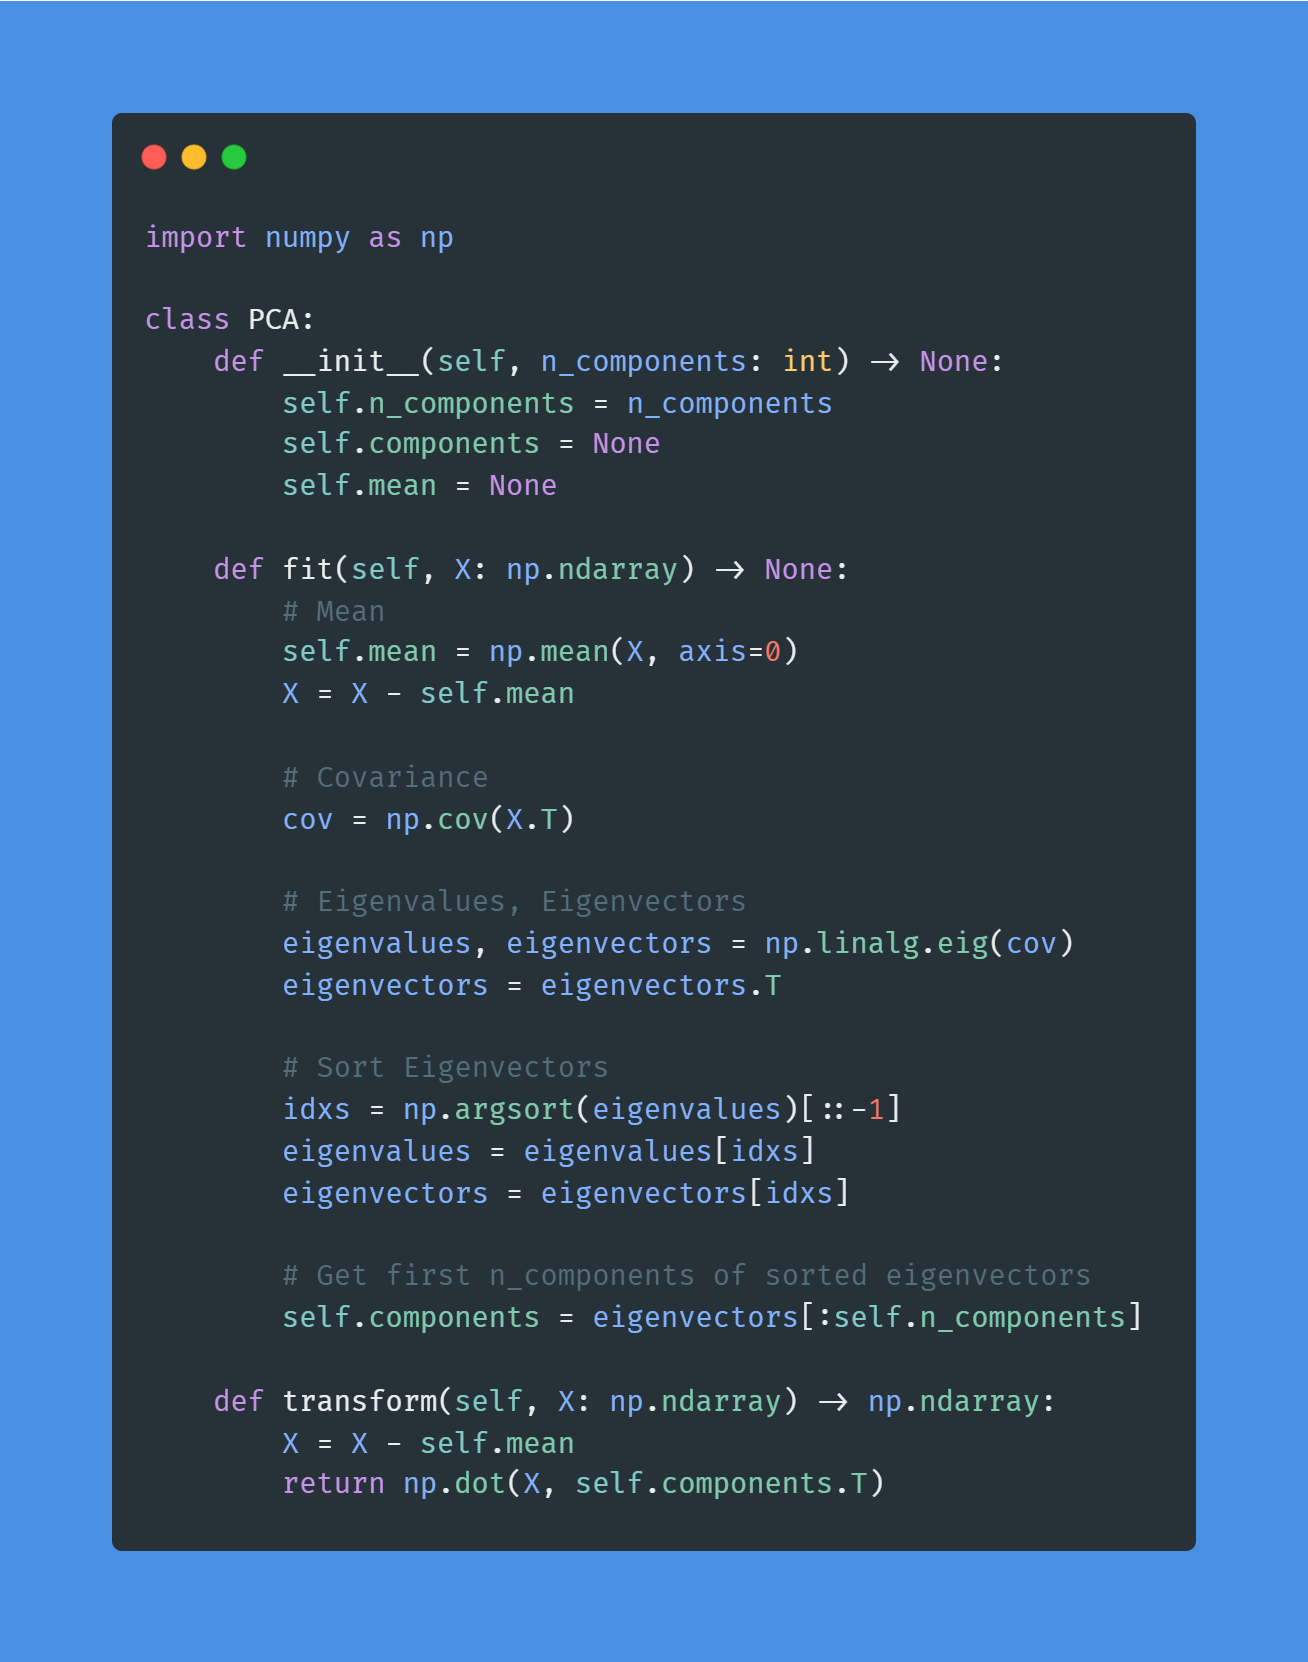 import numpy as np
class PCA:
    def __init__(self, n_components: int) -> None:
        self.n_components = n_components
        self.components = None
        self.mean = None
    def fit(self, X: np.ndarray) -> None:
        # Mean
        self.mean = np.mean(X, axis=0)
        X = X - self.mean
        # Covariance
        cov = np.cov(X.T)
        # Eigenvalues, Eigenvectors
        eigenvalues, eigenvectors = np.linalg.eig(cov)
        eigenvectors = eigenvectors.T
        # Sort Eigenvectors
        idxs = np.argsort(eigenvalues)[::-1]
        eigenvalues = eigenvalues[idxs]
        eigenvectors = eigenvectors[idxs]
        # Get first n_components of sorted eigenvectors
        self.components = eigenvectors[:self.n_components]
    def transform(self, X: np.ndarray) -> np.ndarray:
        X = X - self.mean
        return np.dot(X, self.components.T)